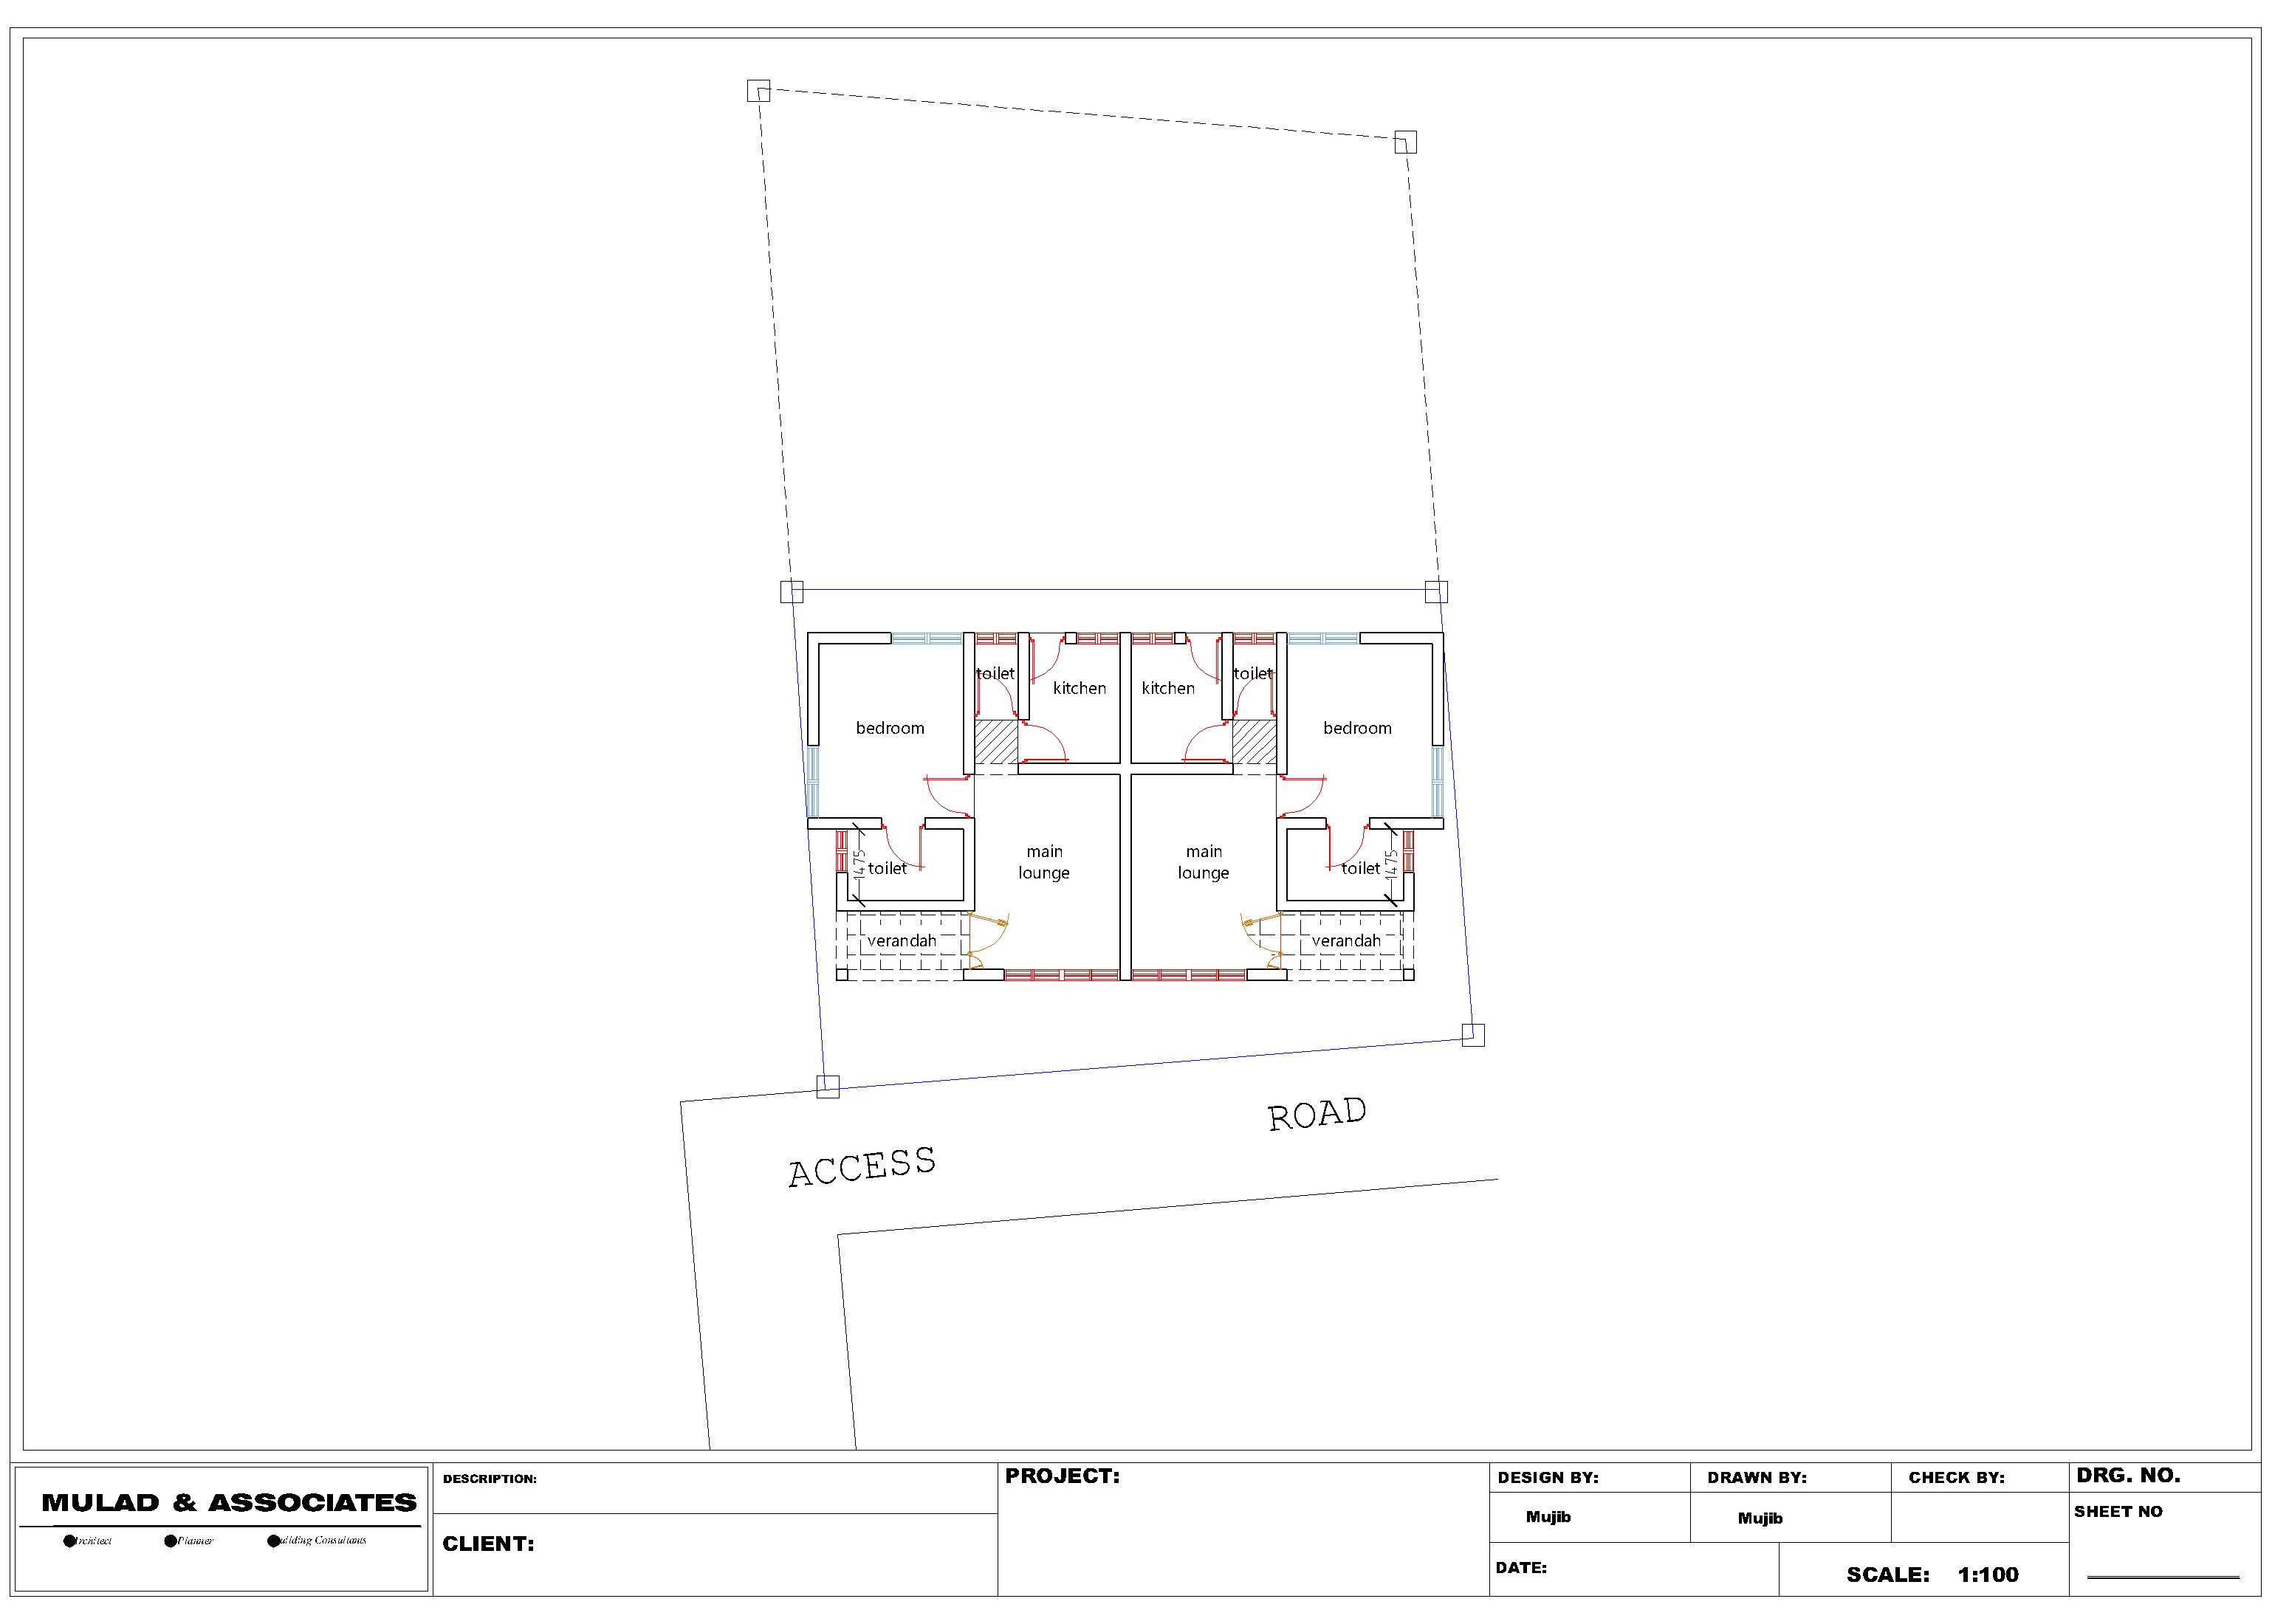 toilet
kitchen
kitchen
toilet
bedroom
bedroom
main
lounge
main
lounge
1475
toilet
toilet
1475
verandah
verandah
ACCESS ROAD
MULAD & ASSOCIATES
Architect Planner Building Consultants
DESCRIPTION:
CLIENT:
PROJECT:
DESIGN BY:
Mujib
DRAWN BY:
Mujib
CHECK BY:
DATE:
SCALE: 1:100
DRG. NO.
SHEET NO